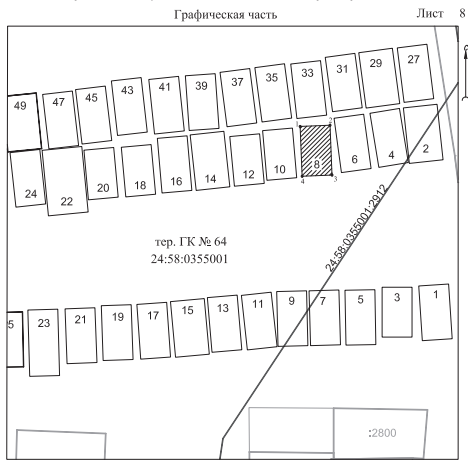 Графическая часть
Лист 8
49 47 45 43 41 39 37 35 33 31 29 27
1 2
24 22 20 18 16 14 12 10 8 6 4 2
4 3
тер. ГК № 64
24:58:0355001
24:58:0355001:2912
5 23 21 19 17 15 13 11 9 7 5 3 1
:2800